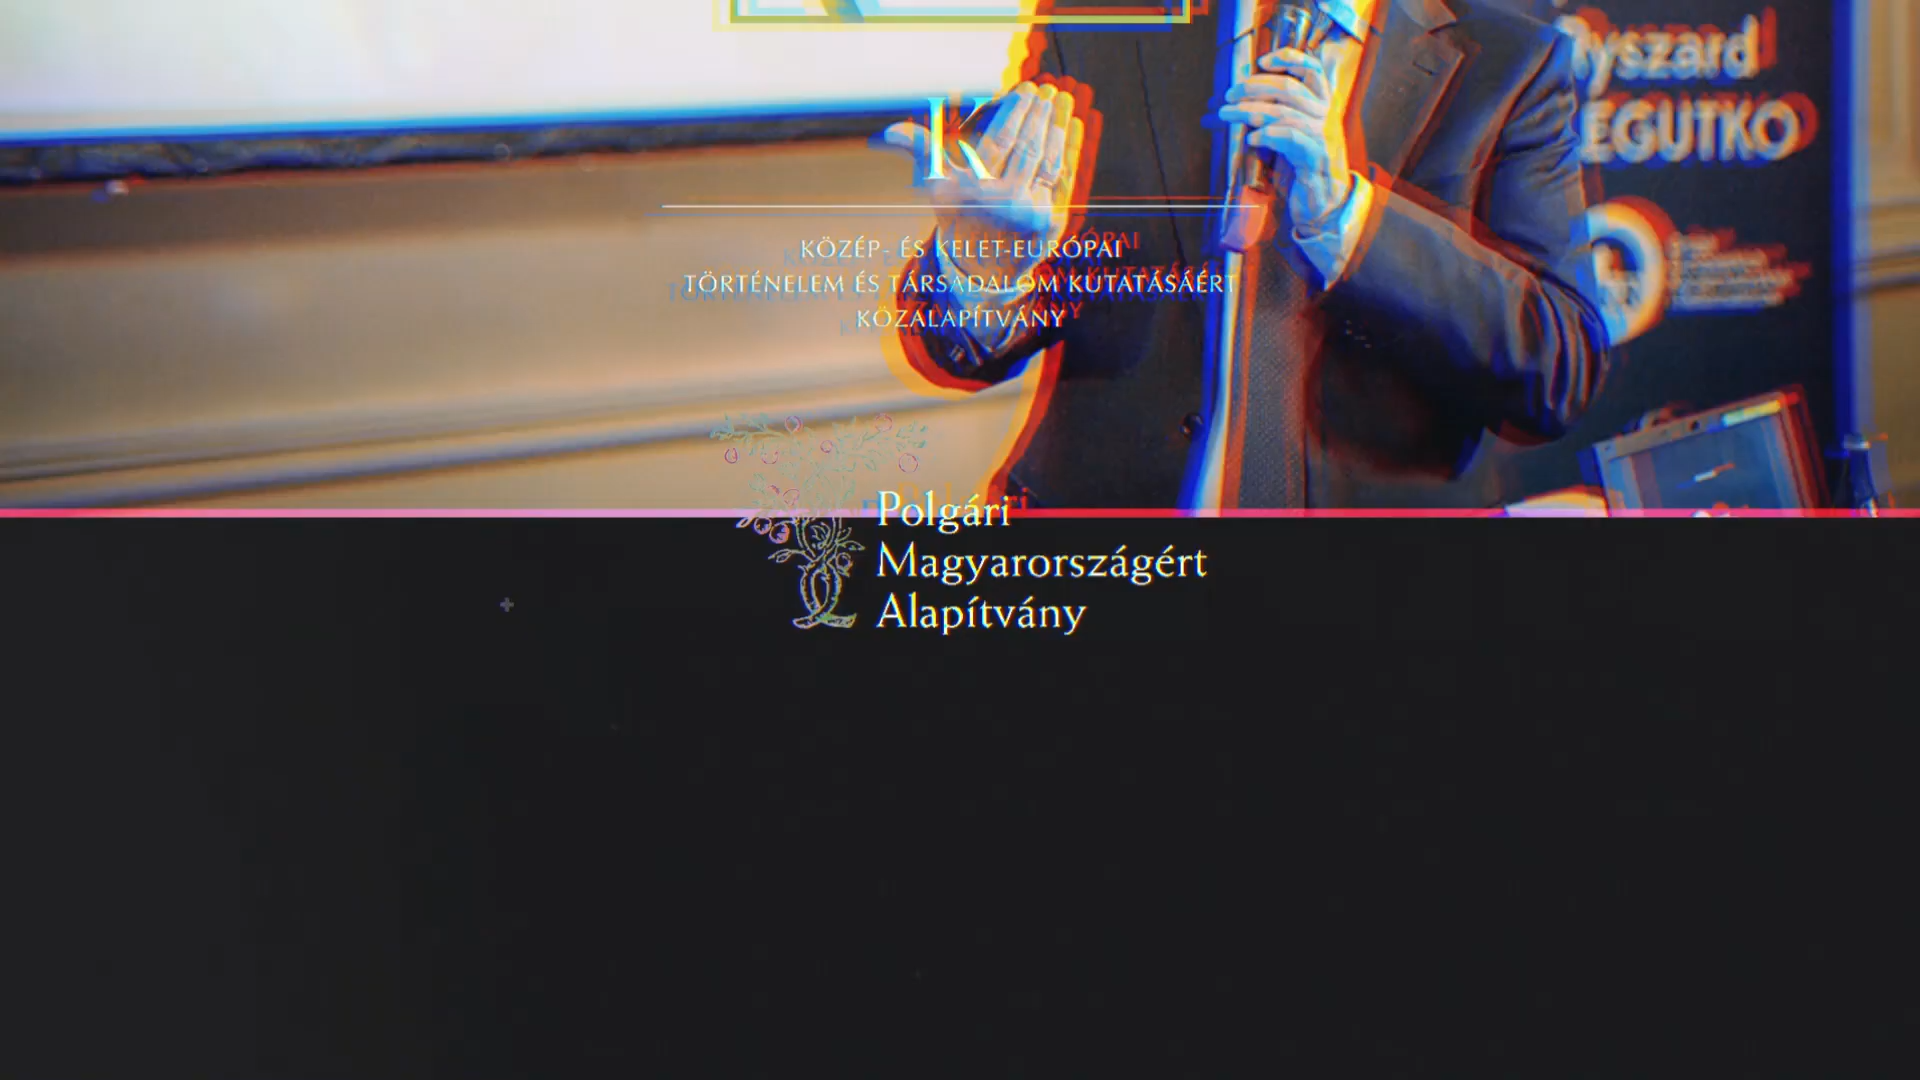 yszard
EGUTKO
K
KÖZÉP- ÉS KELET-EURÓPAI
TÖRTÉNELEM ÉS TÁRSADALOM KUTATÁSÁÉRT
KÖZALAPÍTVÁNY
Polgári
Magyarországért
Alapítvány